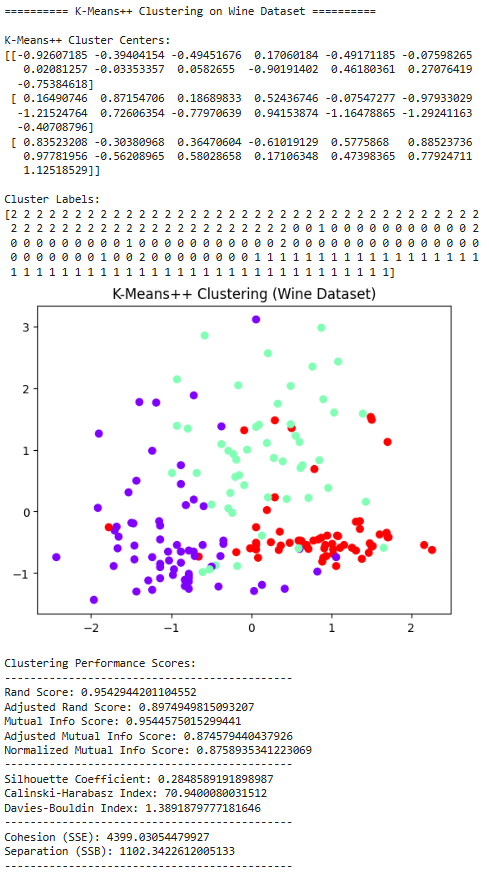 ========== K-Means++ Clustering on Wine Dataset ==========
K-Means++ Cluster Centers:
[[-0.92607185 -0.39404154 -0.49451676  0.17060184 -0.49171185 -0.07598265
   0.02081257 -0.03353357  0.0582655  -0.90191402  0.46180361  0.27076419
  -0.75384618]
 [ 0.16490746  0.87154706  0.18689833  0.52436746 -0.07547277 -0.97933029
  -1.21524764  0.72606354 -0.77970639  0.94153874 -1.16478865 -1.29241163
  -0.40708796]
 [ 0.83523208 -0.30380968  0.36470604 -0.61019129  0.5775868   0.88523736
   0.97781956 -0.56208965  0.58028658  0.17106348  0.47398365  0.77924711
   1.12518529]]
Cluster Labels:
[2 2 2 2 2 2 2 2 2 2 2 2 2 2 2 2 2 2 2 2 2 2 2 2 2 2 2 2 2 2 2 2 2 2 2 2 2
 2 2 2 2 2 2 2 2 2 2 2 2 2 2 2 2 2 2 2 2 2 2 0 0 1 0 0 0 0 0 0 0 0 0 0 0 2
 0 0 0 0 0 0 0 0 0 1 0 0 0 0 0 0 0 0 0 0 0 2 0 0 0 0 0 0 0 0 0 0 0 0 0 0 0
 0 0 0 0 0 0 0 1 0 0 2 0 0 0 0 0 0 0 0 1 1 1 1 1 1 1 1 1 1 1 1 1 1 1 1 1 1
 1 1 1 1 1 1 1 1 1 1 1 1 1 1 1 1 1 1 1 1 1 1 1 1 1 1 1 1 1 1]
K-Means++ Clustering (Wine Dataset)
3
2
1
0
−1
−2 −1 0 1 2
Clustering Performance Scores:
--------------------------------------------
Rand Score: 0.9542944201104552
Adjusted Rand Score: 0.8974949815093207
Mutual Info Score: 0.9544575015299441
Adjusted Mutual Info Score: 0.874579440437926
Normalized Mutual Info Score: 0.8758935341223069
--------------------------------------------
Silhouette Coefficient: 0.2848589191898987
Calinski-Harabasz Index: 70.9400080031512
Davies-Bouldin Index: 1.3891879777181646
--------------------------------------------
Cohesion (SSE): 4399.03054479927
Separation (SSB): 1102.3422612005133
--------------------------------------------